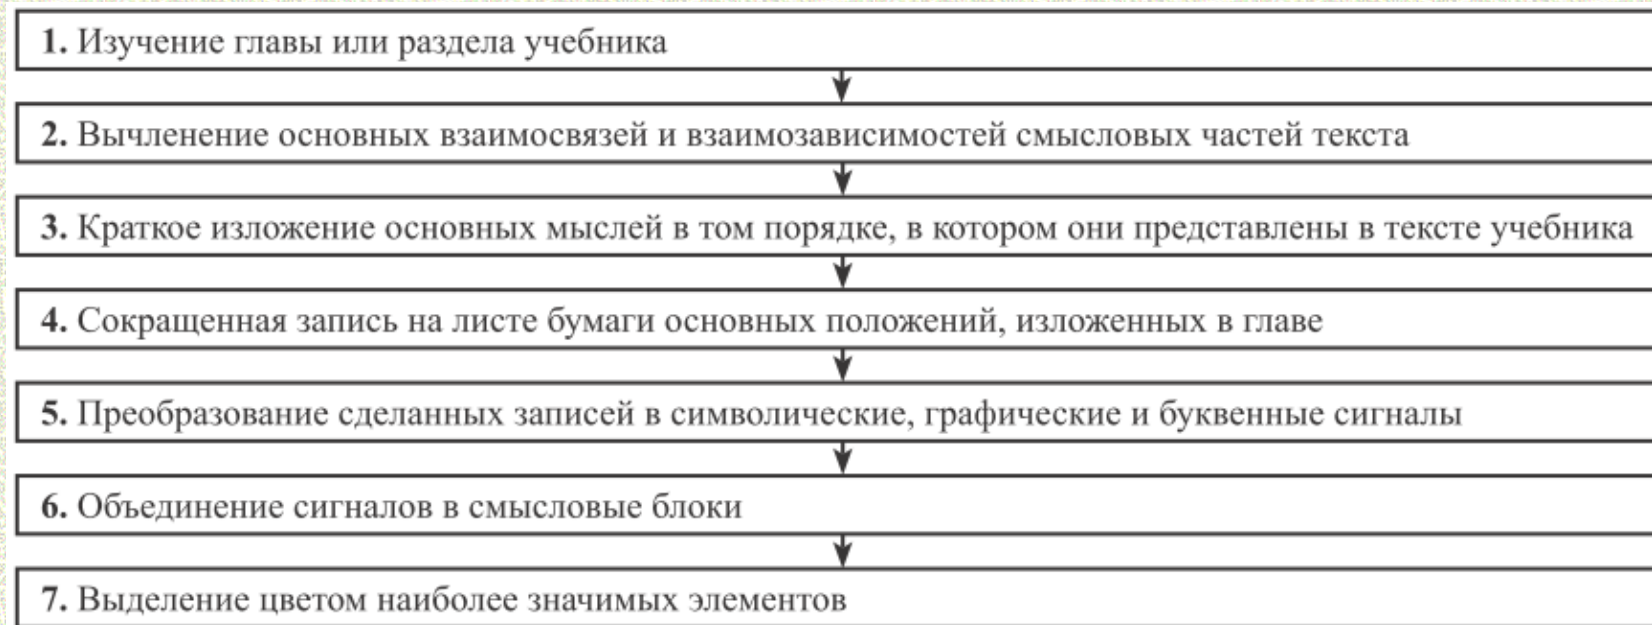 1. Изучение главы или раздела учебника
2. Вычленение основных взаимосвязей и взаимозависимостей смысловых частей текста
3. Краткое изложение основных мыслей в том порядке, в котором они представлены в тексте учебника
4. Сокращенная запись на листе бумаги основных положений, изложенных в главе
5. Преобразование сделанных записей в символические, графические и буквенные сигналы
6. Объединение сигналов в смысловые блоки
7. Выделение цветом наиболее значимых элементов